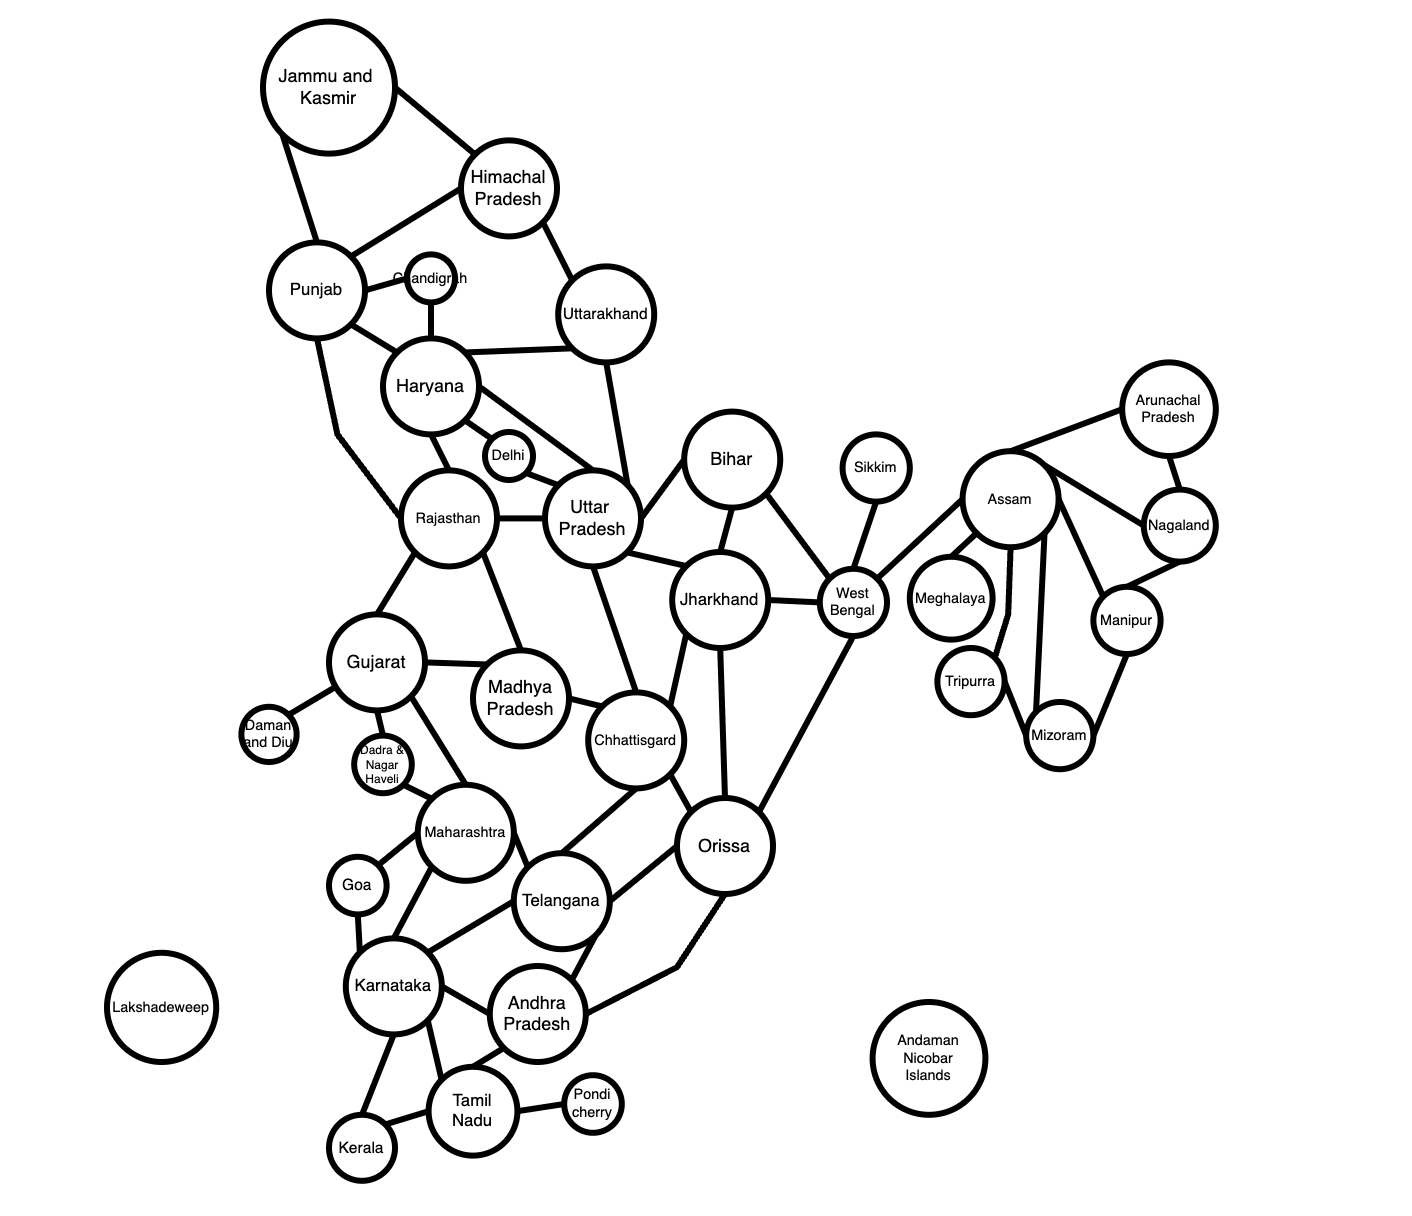 Jammu and
Kasmir
Himachal
Pradesh
Chandigrah
Punjab
Uttarakhand
Haryana
Arunachal
Pradesh
Delhi
Bihar
Sikkim
Assam
Rajasthan
Uttar
Pradesh
Nagaland
Jharkhand
West
Bengal
Meghalaya
Manipur
Gujarat
Madhya
Pradesh
Tripurra
Daman
and Diu
Chhattisgard
Mizoram
Dadra &
Nagar
Haveli
Maharashtra
Orissa
Goa
Telangana
Karnataka
Lakshadeweep
Andhra
Pradesh
Andaman
Nicobar
Islands
Tamil
Nadu
Pondi
cherry
Kerala